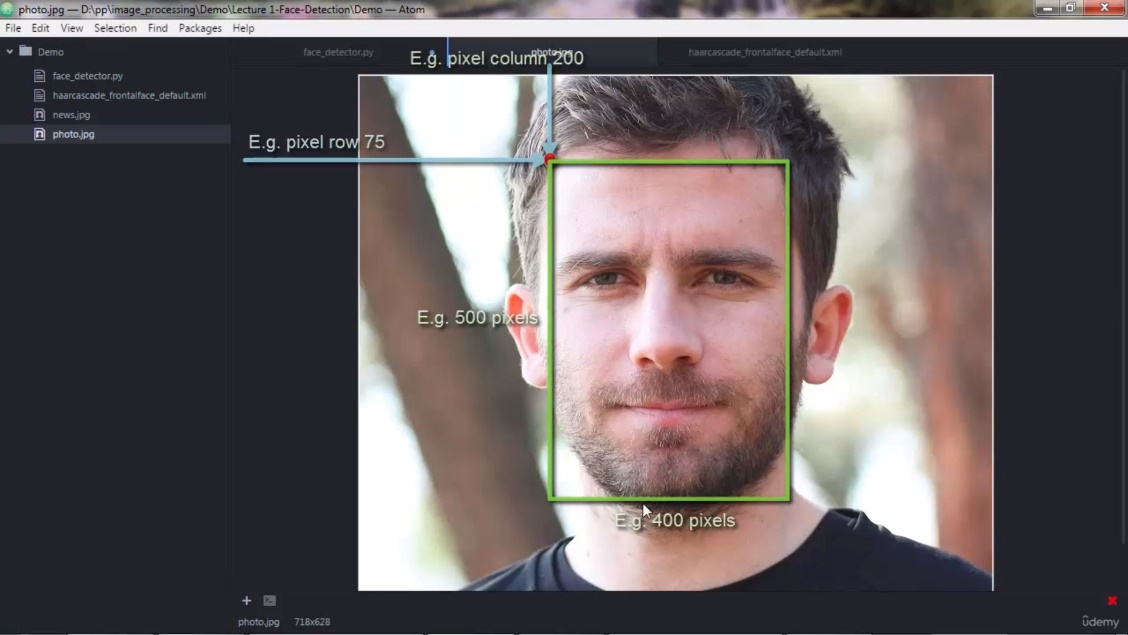 photo.jpg — D:\pp\image_processing\Demo\Lecture 1-Face-Detection\Demo — Atom
File Edit View Selection Find Packages Help
Demo
face_detector.py
haarcascade_frontalface_default.xml
news.jpg
photo.jpg
face_detector.py photo.jpg haarcascade_frontalface_default.xml
E.g. pixel column 200
E.g. pixel row 75
E.g. 500 pixels
E.g. 400 pixels
photo.jpg 718x628
ûdemy